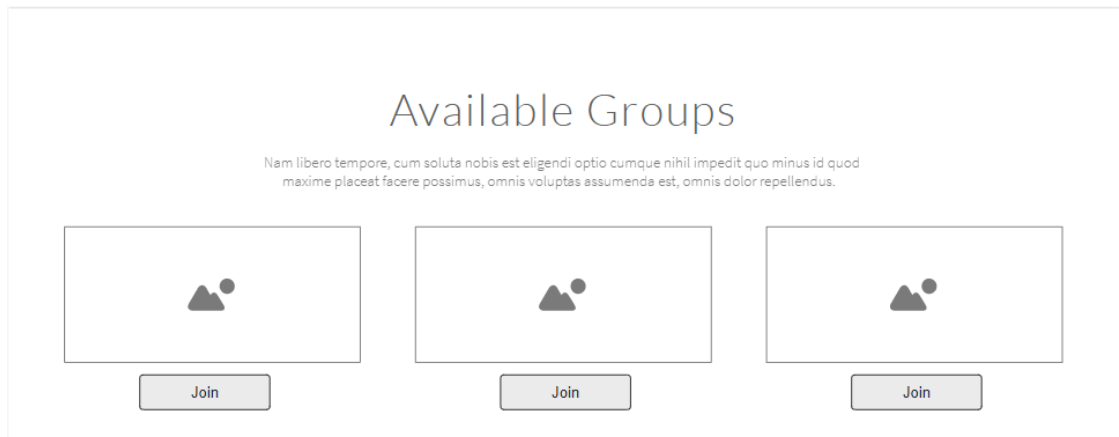 Available Groups
Nam libero tempore, cum soluta nobis est eligendi optio cumque nihil impedit quo minus id quod
maxime placeat facere possimus, omnis voluptas assumenda est, omnis dolor repellendus.
Join
Join
Join